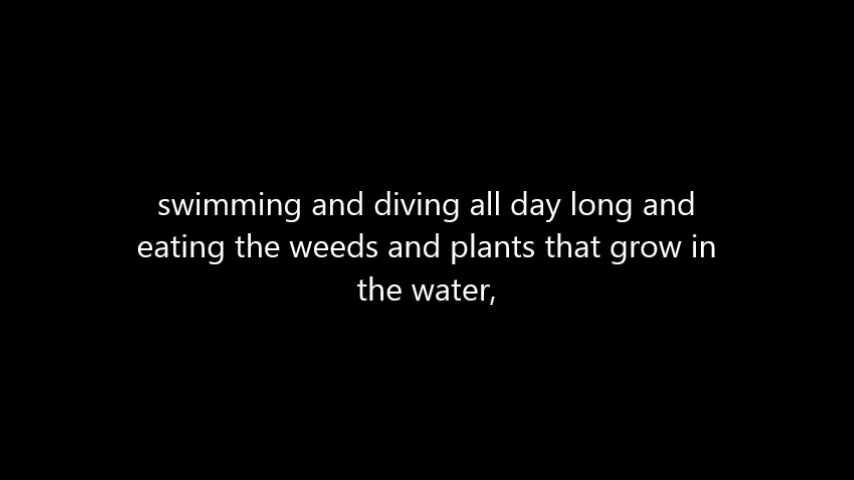 swimming and diving all day long and
eating the weeds and plants that grow in
the water,